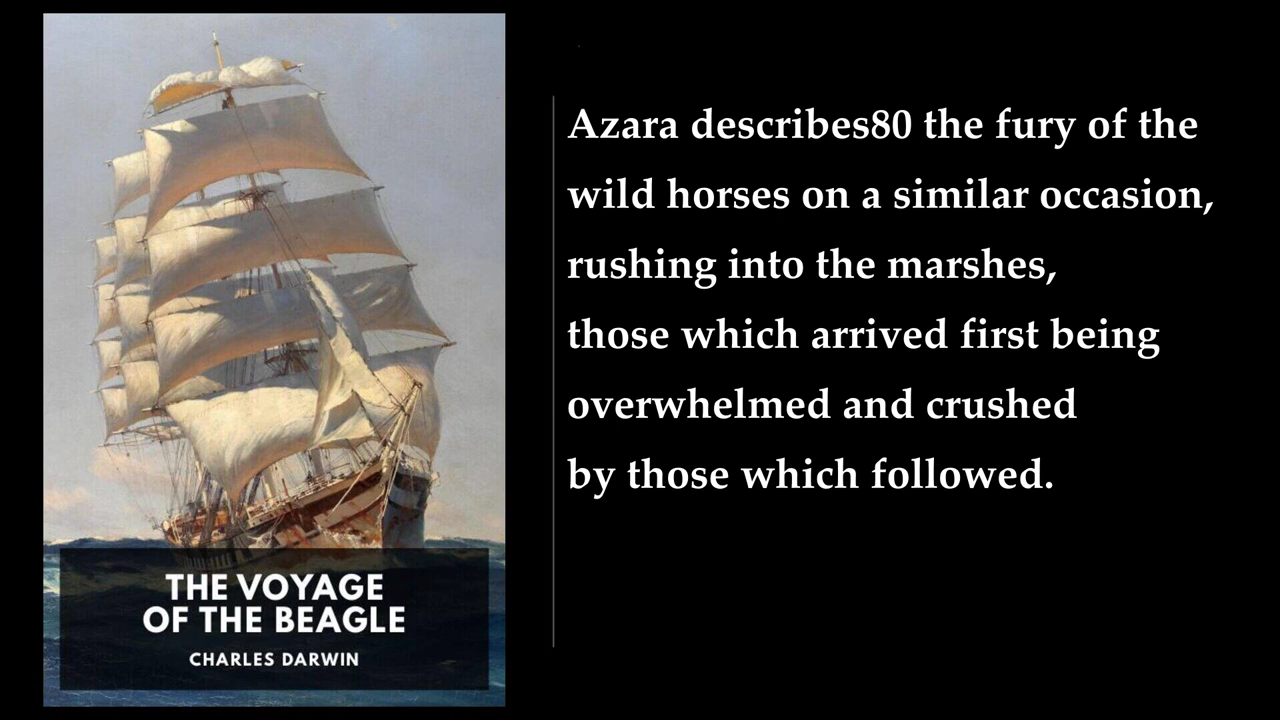 THE VOYAGE
OF THE BEAGLE
CHARLES DARWIN
Azara describes80 the fury of the
wild horses on a similar occasion,
rushing into the marshes,
those which arrived first being
overwhelmed and crushed
by those which followed.